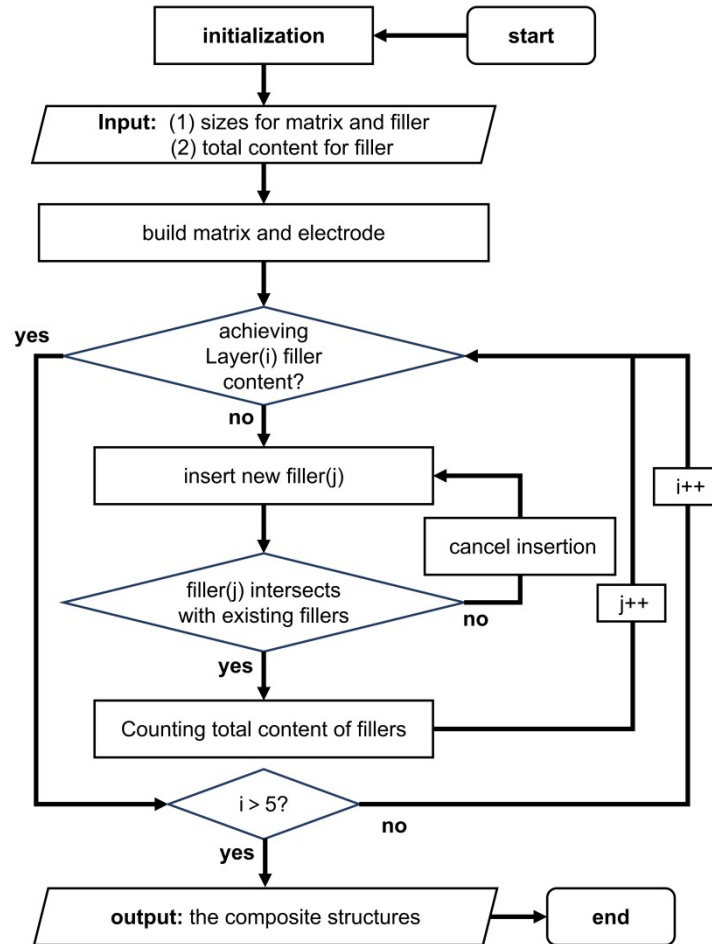 initialization
start
Input: (1) sizes for matrix and filler
(2) total content for filler
build matrix and electrode
yes
achieving
Layer(i) filler
content?
no
insert new filler(j)
i++
cancel insertion
filler(j) intersects
with existing fillers
no
j++
yes
Counting total content of fillers
i > 5?
no
yes
output: the composite structures
end